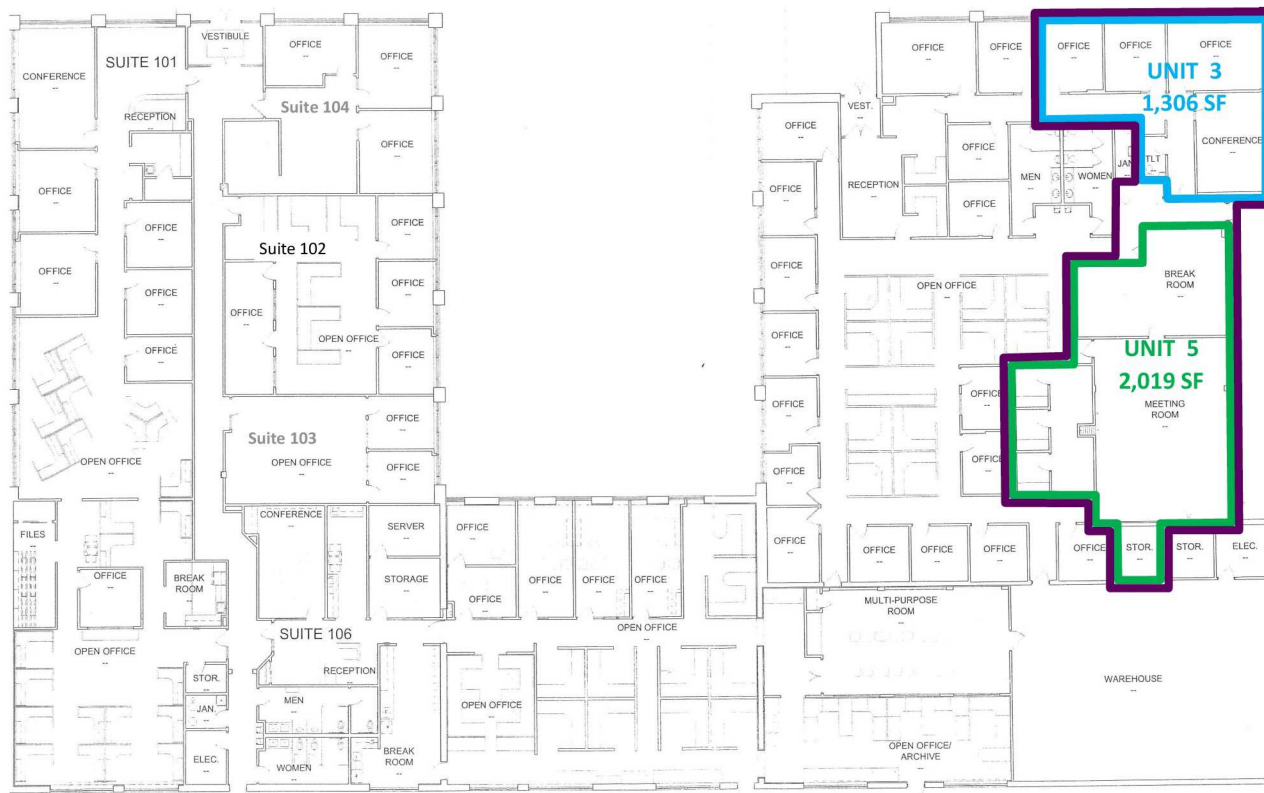 VESTIBULE
OFFICE
--
OFFICE
--
CONFERENCE
--
SUITE 101
Suite 104
RECEPTION
--
OFFICE
--
OFFICE
--
OFFICE
--
OFFICE
--
Suite 102
OFFICE
--
OFFICE
--
OFFICE
--
OFFICE
--
OPEN OFFICE
--
OFFICE
--
OFFICE
--
OFFICE
--
Suite 103
OPEN OFFICE
--
OFFICE
--
OPEN OFFICE
--
FILES
--
CONFERENCE
--
SERVER
--
STORAGE
--
OFFICE
--
BREAK
ROOM
--
OFFICE
--
OFFICE
--
OFFICE
--
OFFICE
--
OFFICE
--
SUITE 106
OPEN OFFICE
--
OPEN OFFICE
--
RECEPTION
--
STOR.
--
JAN.
--
ELEC.
--
MEN
--
WOMEN
--
BREAK
ROOM
--
OPEN OFFICE
--
OFFICE
--
OFFICE
--
OFFICE
--
OFFICE
--
OFFICE
--
UNIT 3
1,306 SF
VEST.
--
OFFICE
--
OFFICE
--
RECEPTION
--
MEN
--
WOMEN
--
JAN.
TLT
--
CONFERENCE
--
OFFICE
--
OFFICE
--
OFFICE
--
OPEN OFFICE
--
BREAK
ROOM
--
OFFICE
--
UNIT 5
2,019 SF
MEETING
ROOM
--
OFFICE
--
OFFICE
--
OFFICE
--
OFFICE
--
OFFICE
--
OFFICE
--
OFFICE
--
OFFICE
--
OFFICE
--
STOR.
--
STOR.
--
ELEC.
--
MULTI-PURPOSE
ROOM
--
WAREHOUSE
--
OPEN OFFICE/
ARCHIVE
--